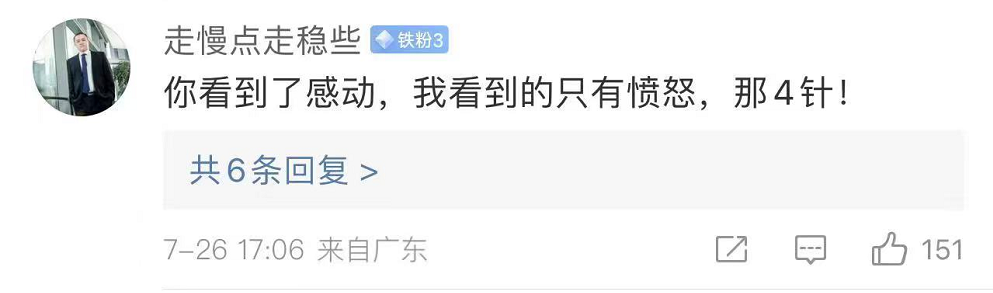 走慢点走稳些 铁粉3
你看到了感动，我看到的只有愤怒，那4针！
共6条回复 >
7-26 17:06 来自广东 151